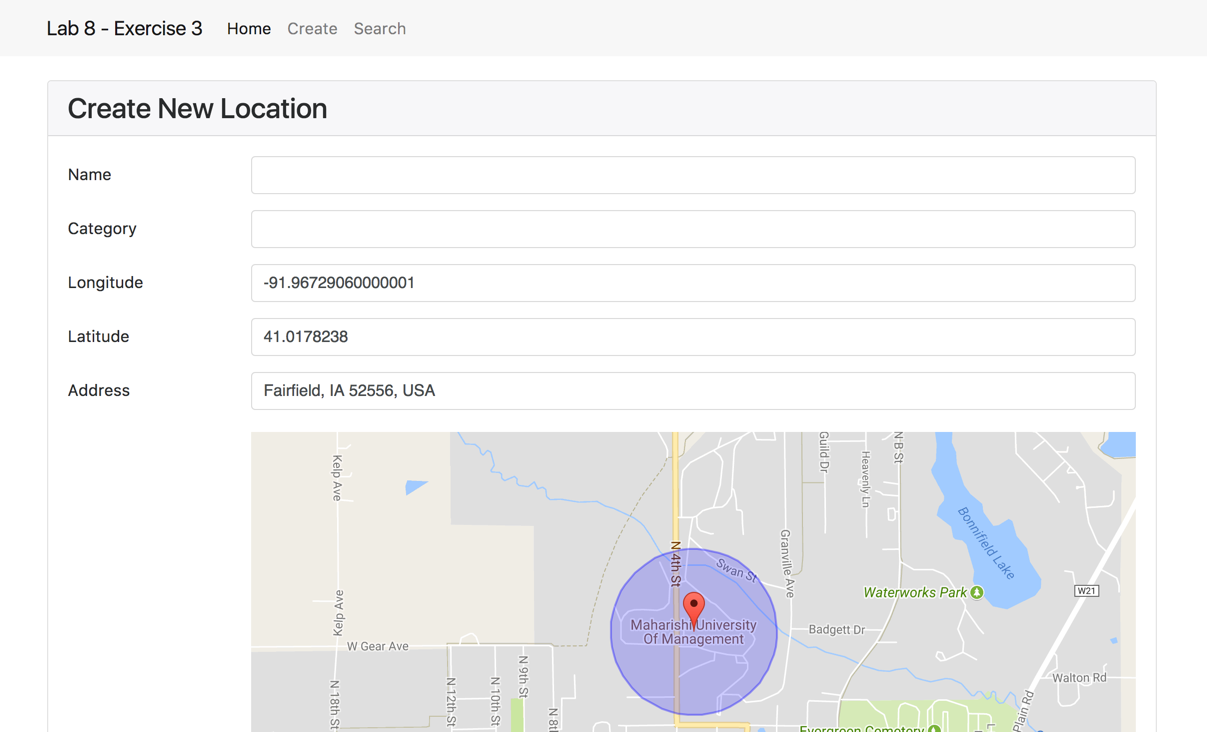 Lab 8 - Exercise 3 Home Create Search
Create New Location
Name
Category
Longitude -91.96729060000001
Latitude 41.0178238
Address Fairfield, IA 52556, USA
Kelp Ave
Guild Dr
Heavenly Ln
N B St
Bonnifield Lake
N 4th St
Swan St
Granville Ave
Waterworks Park
W21
Kelp Ave
Maharishi University
Of Management
Badgett Dr
W Gear Ave
N 9th St
Walton Rd
N 18th St
N 12th St
N 10th St
N 8t
Plain Rd
Evergreen Cemetery
L